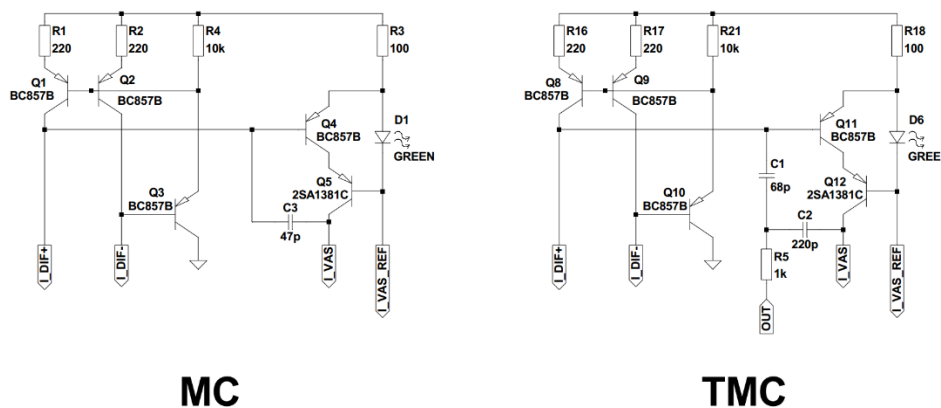 R1
220
R2
220
R4
10k
R3
100
Q1
BC857B
Q2
BC857B
Q4
BC857B
D1
GREEN
Q5
2SA1381C
Q3
BC857B
C3
47p
I_DIF+
I_DIF-
I_VAS
I_VAS_REF
MC
R16
220
R17
220
R21
10k
R18
100
Q8
BC857B
Q9
BC857B
Q11
BC857B
D6
GREE
C1
68p
Q12
2SA1381C
Q10
BC857B
C2
220p
R5
1k
I_DIF+
I_DIF-
OUT
I_VAS
I_VAS_REF
TMC